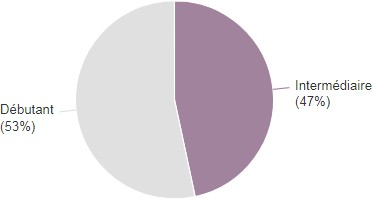 Intermédiaire
(47%)
Débutant
(53%)